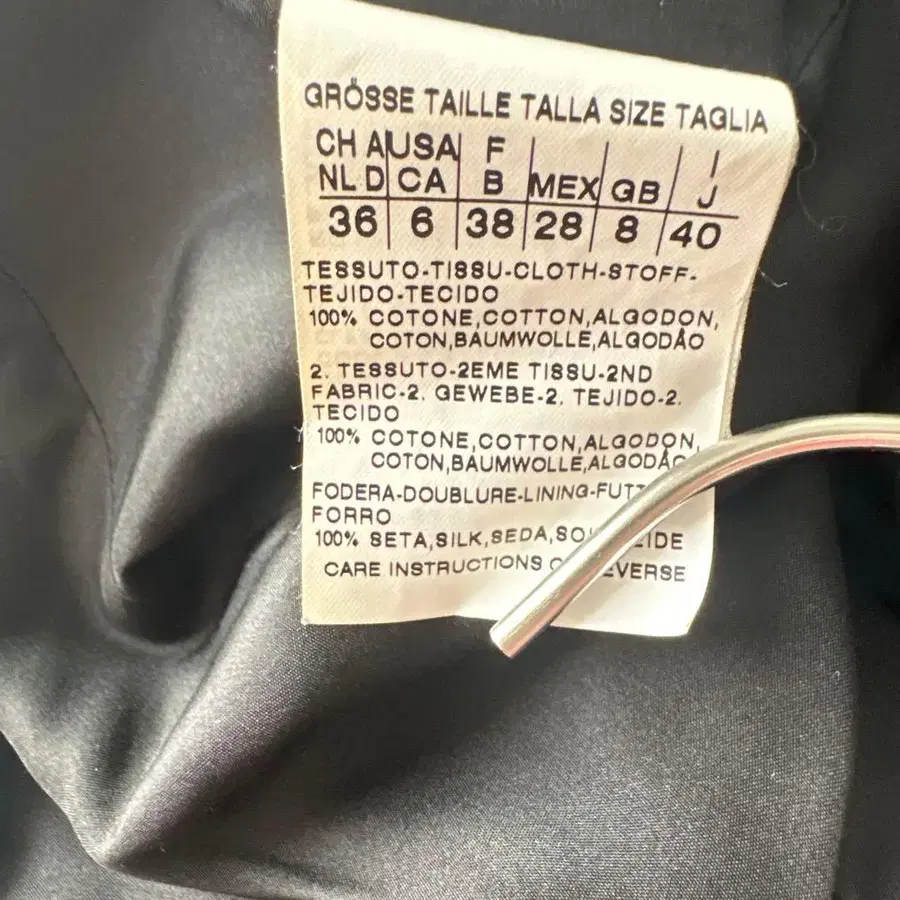 GRÖSSE TAILLE TALLA SIZE TAGLIA
CH A USA F I
NL D CA B MEX GB J
36 6 38 28 8 40
TESSUTO-TISSU-CLOTH-STOFF-
TEJIDO-TECIDO
100% COTONE,COTTON,ALGODON,
COTON,BAUMWOLLE,ALGODÃO
2. TESSUTO-2EME TISSU-2ND
FABRIC-2. GEWEBE-2. TEJIDO-2.
TECIDO
100% COTONE,COTTON,ALGODON,
COTON,BAUMWOLLE,ALGODÃO
FODERA-DOUBLURE-LINING-
FORRO
100% SETA,SILK,SEDA,
CARE INSTRUCTIONS